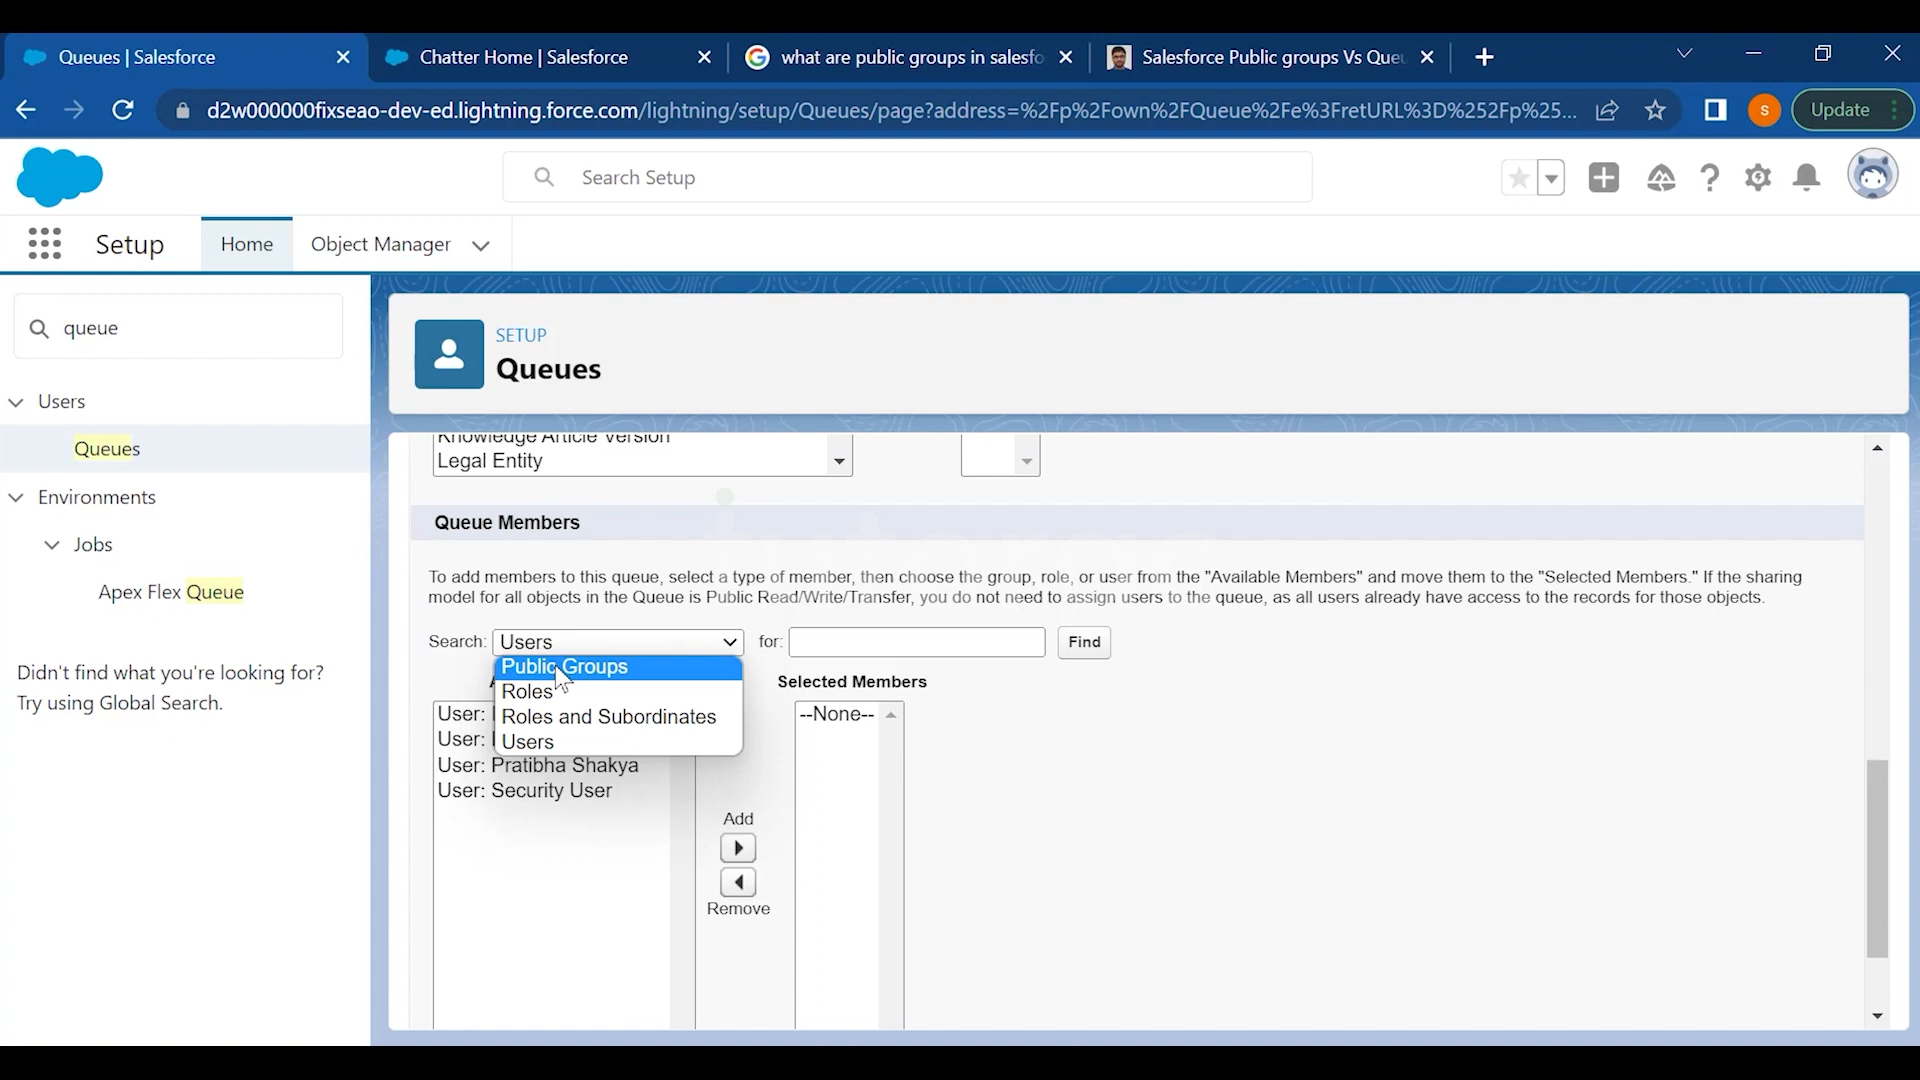 Queues | Salesforce
Chatter Home | Salesforce
what are public groups in salesfo
Salesforce Public groups Vs Que
d2w000000fixseao-dev-ed.lightning.force.com/lightning/setup/Queues/page?address=%2Fp%2Fown%2FQueue%2Fe%3FretURL%3D%252Fp%25...
s
Update
Search Setup
Setup
Home
Object Manager
queue
Users
Queues
Environments
Jobs
Apex Flex Queue
Didn't find what you're looking for?
Try using Global Search.
SETUP
Queues
Knowledge Article Version
Legal Entity
Queue Members
To add members to this queue, select a type of member, then choose the group, role, or user from the "Available Members" and move them to the "Selected Members." If the sharing
model for all objects in the Queue is Public Read/Write/Transfer, you do not need to assign users to the queue, as all users already have access to the records for those objects.
Search: Users for: Find
Public Groups
Roles
Roles and Subordinates
Users
Selected Members
User:
User:
User: Pratibha Shakya
User: Security User
--None--
Add
Remove